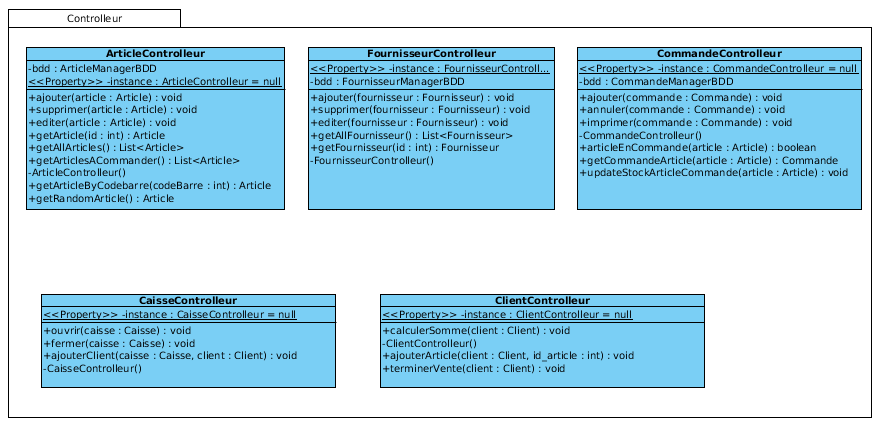 Controlleur
ArticleControlleur
-bdd : ArticleManagerBDD
<<Property>> -instance : ArticleControlleur = null
+ajouter(article : Article) : void
+supprimer(article : Article) : void
+editer(article : Article) : void
+getArticle(id : int) : Article
+getAllArticles() : List<Article>
+getArticlesACommander() : List<Article>
-ArticleControlleur()
+getArticleByCodebarre(codeBarre : int) : Article
+getRandomArticle() : Article
FournisseurControlleur
<<Property>> -instance : FournisseurControll...
-bdd : FournisseurManagerBDD
+ajouter(fournisseur : Fournisseur) : void
+supprimer(fournisseur : Fournisseur) : void
+editer(fournisseur : Fournisseur) : void
+getAllFournisseur() : List<Fournisseur>
+getFournisseur(id : int) : Fournisseur
-FournisseurControlleur()
CommandeControlleur
<<Property>> -instance : CommandeControlleur = null
-bdd : CommandeManagerBDD
+ajouter(commande : Commande) : void
+annuler(commande : Commande) : void
+imprimer(commande : Commande) : void
-CommandeControlleur()
+articleEnCommande(article : Article) : boolean
+getCommandeArticle(article : Article) : Commande
+updateStockArticleCommande(article : Article) : void
CaisseControlleur
<<Property>> -instance : CaisseControlleur = null
+ouvrir(caisse : Caisse) : void
+fermer(caisse : Caisse) : void
+ajouterClient(caisse : Caisse, client : Client) : void
-CaisseControlleur()
ClientControlleur
<<Property>> -instance : ClientControlleur = null
+calculerSomme(client : Client) : void
-ClientControlleur()
+ajouterArticle(client : Client, id_article : int) : void
+terminerVente(client : Client) : void